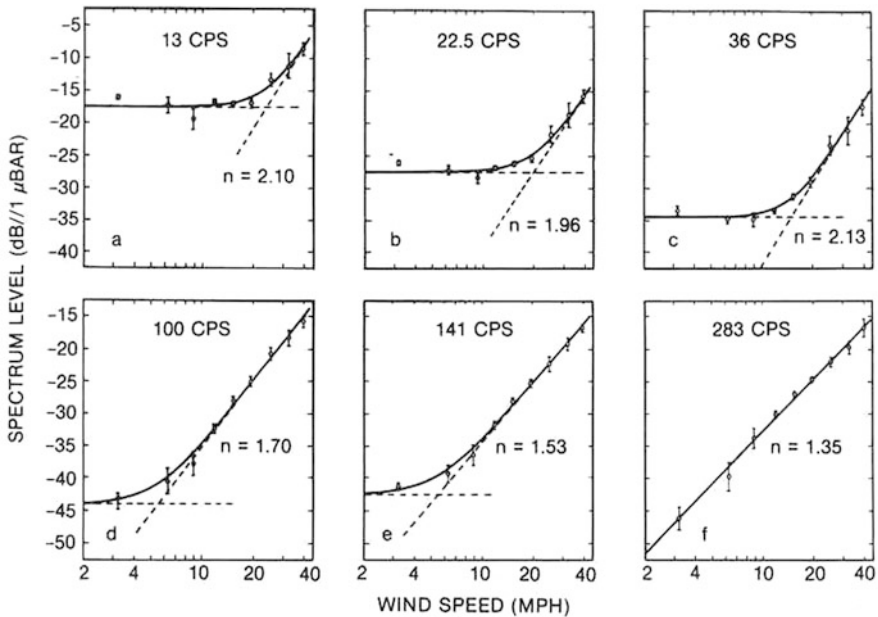 SPECTRUM LEVEL (dB//1 μBAR)
13 CPS
22.5 CPS
36 CPS
-5
-10
-15
-20
-25
-30
-35
-40
n = 2.10
n = 1.96
n = 2.13
a
b
c
100 CPS
141 CPS
283 CPS
-15
-20
-25
-30
-35
-40
-45
-50
n = 1.70
n = 1.53
n = 1.35
d
e
f
2 4 10 20 40 2 4 10 20 40 2 4 10 20 40
WIND SPEED (MPH)